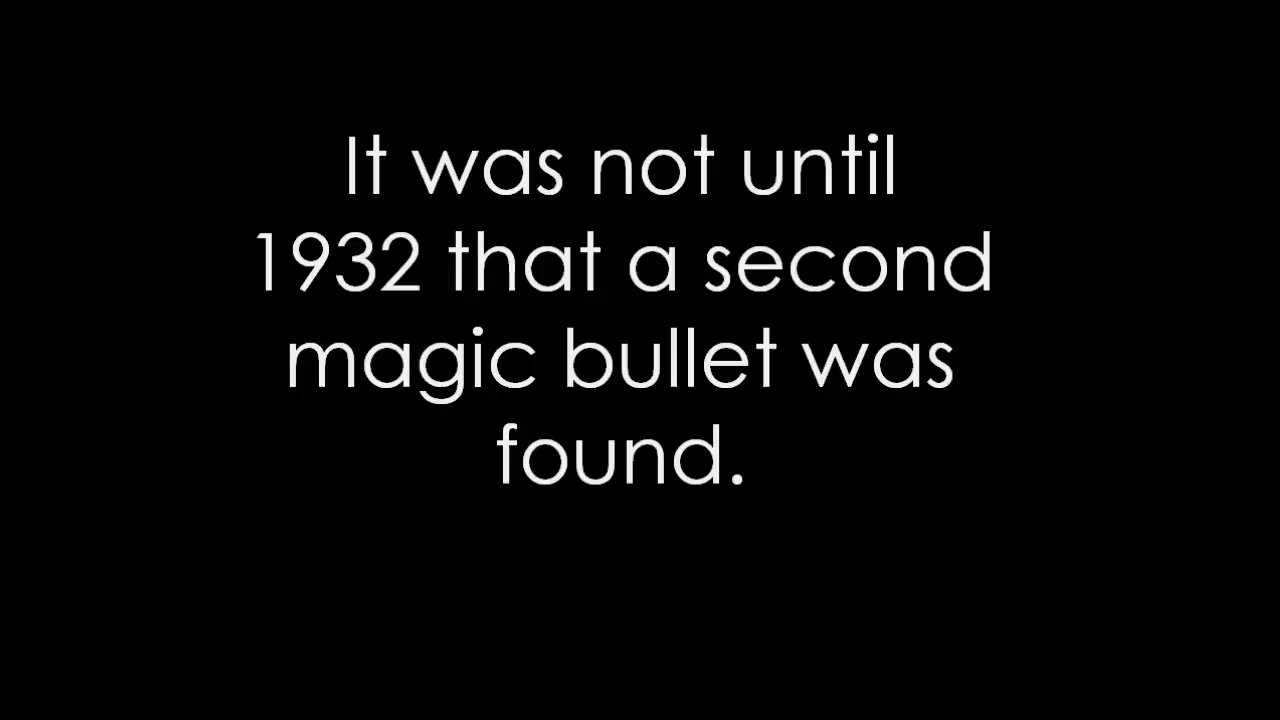 It was not until
1932 that a second
magic bullet was
found.